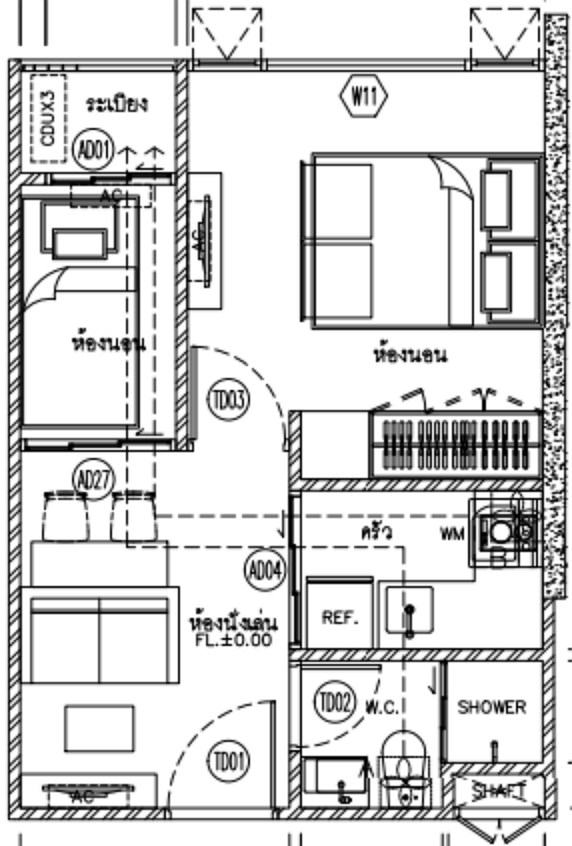 ระเบียง
CDUX3
AD01
W11
AC
AC
ห้องนอน
ห้องนอน
TD03
AD27
ครัว
WM
AD04
REF.
ห้องนั่งเล่น
FL.±0.00
TD02
W.C.
SHOWER
TD01
AC
SHAFT